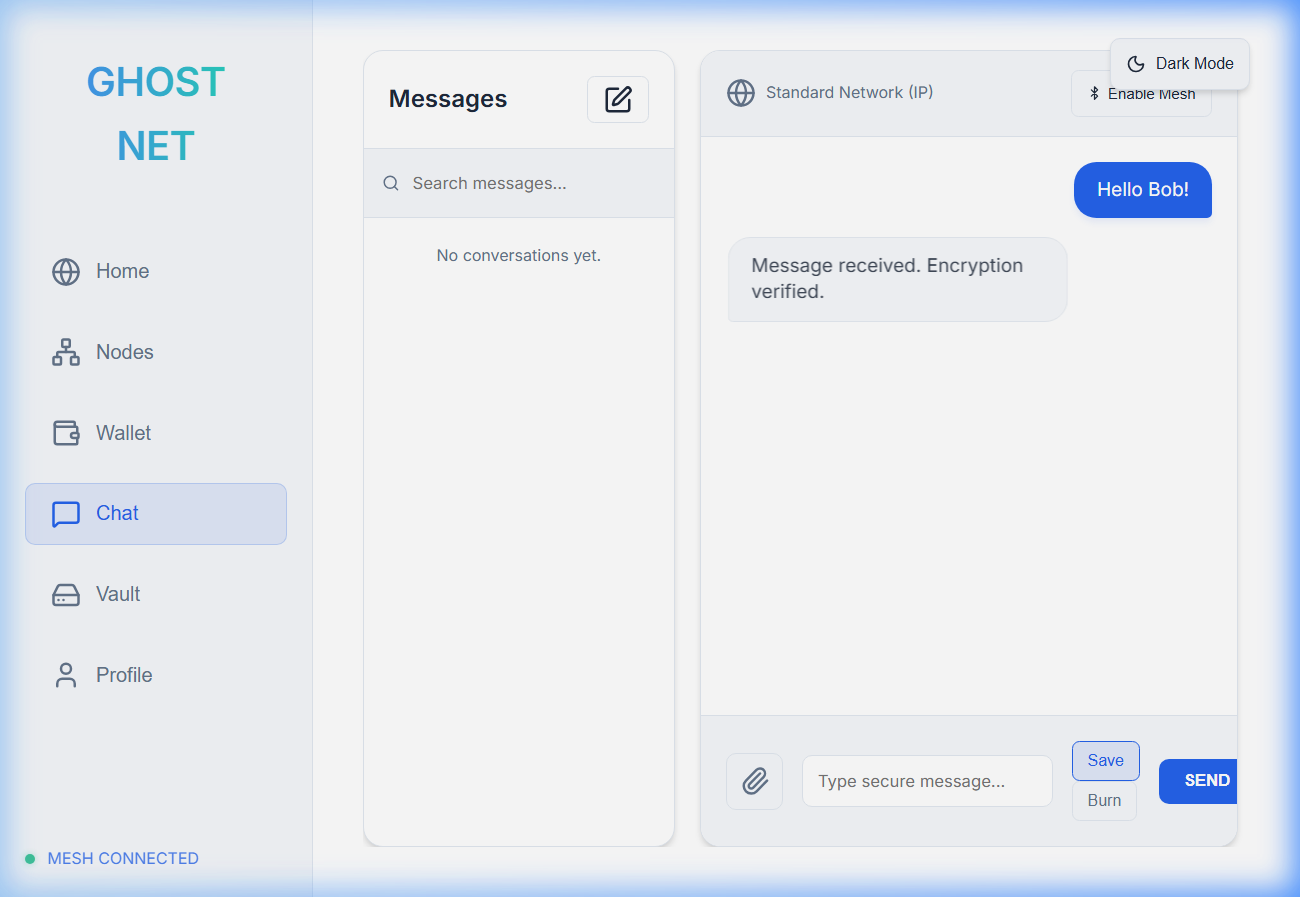 GHOST
NET
Home
Nodes
Wallet
Chat
Vault
Profile
MESH CONNECTED
Messages
Search messages...
No conversations yet.
Standard Network (IP)
Dark Mode
Enable Mesh
Hello Bob!
Message received. Encryption
verified.
Type secure message...
Save
Burn
SEND